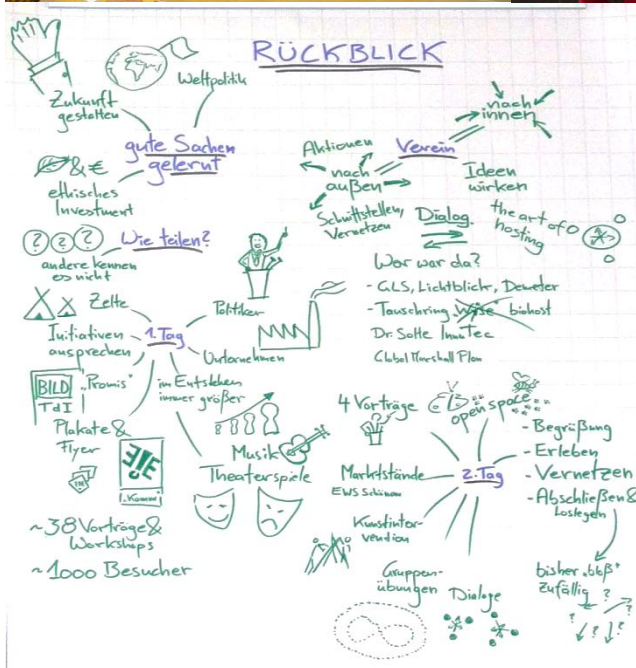 RÜCKBLICK
Weltpolitik
Zukunft
gestalten
gute Sachen
gelernt
& €
ethisches
Investment
Wie teilen?
? ? ?
andere kennen
es nicht
nach
innen
Verein
Aktionen
nach
außen
Ideen
wirken
Schnittstellen,
Vernetzen
Dialog
the art of
hosting
Wer war da?
- GLS, Lichtblick, Demeter
- Tauschring, biokost
Dr. Solte InnoTec
Global Marshall Plan
1. Tag
Zelte
Initiativen
ansprechen
Politiker
Unternehmen
BILD
TdI
"Promis"
im Entstehen
immer größer
Plakate &
Flyer
Musik
Theaterspiele
~38 Vorträge &
Workshops
~1000 Besucher
2. Tag
4 Vorträge
open space
Marktstände
EWS Schönau
Kunstinter-
vention
Gruppen-
übungen
Dialoge
- Begrüßung
- Erleben
- Vernetzen
- Abschließen &
loslegen
bisher "bloß"
zufällig
? ? ? ? ?